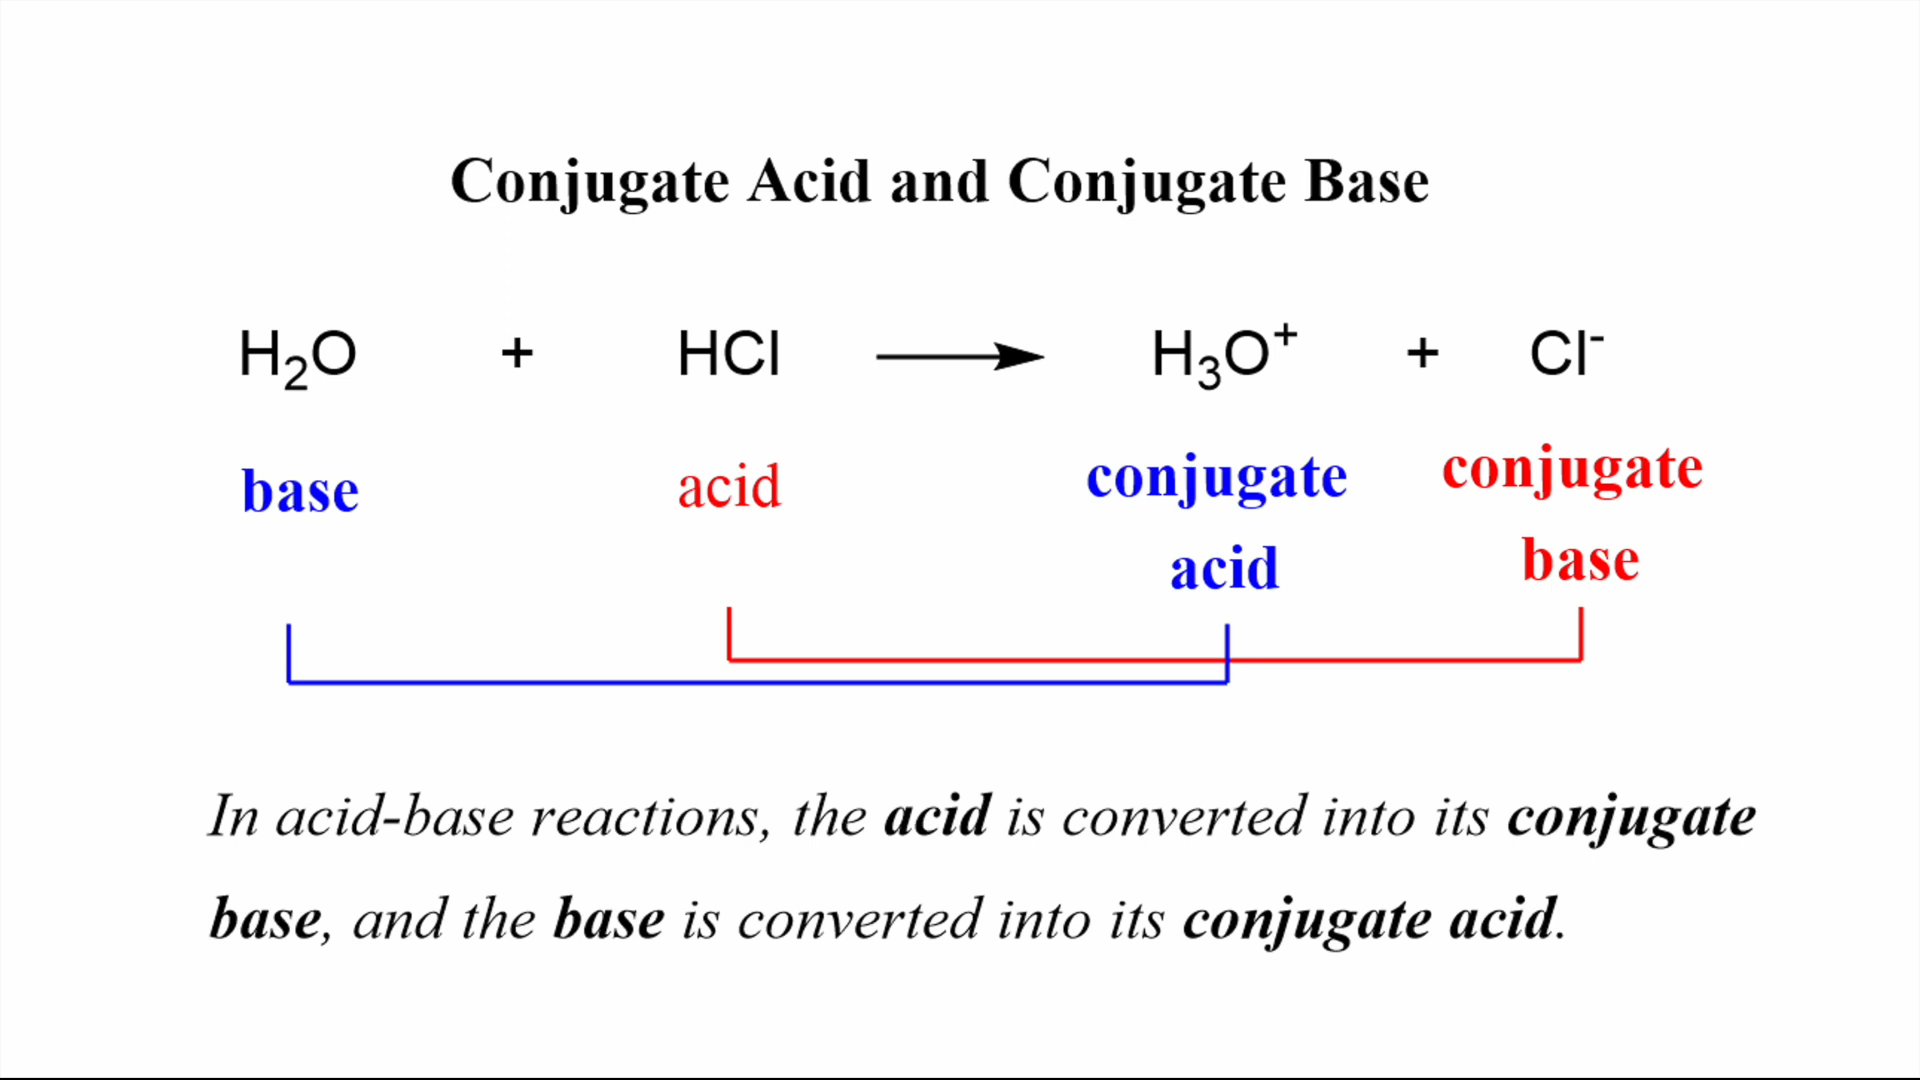 Conjugate Acid and Conjugate Base
H₂O + HCl ⟶ H₃O⁺ + Cl⁻
base acid conjugate acid conjugate base
In acid-base reactions, the acid is converted into its conjugate
base, and the base is converted into its conjugate acid.